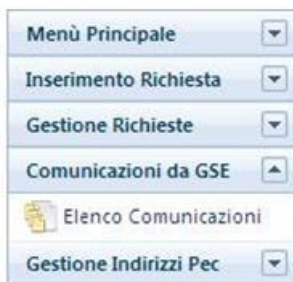 Menù Principale
Inserimento Richiesta
Gestione Richieste
Comunicazioni da GSE
Elenco Comunicazioni
Gestione Indirizzi Pec